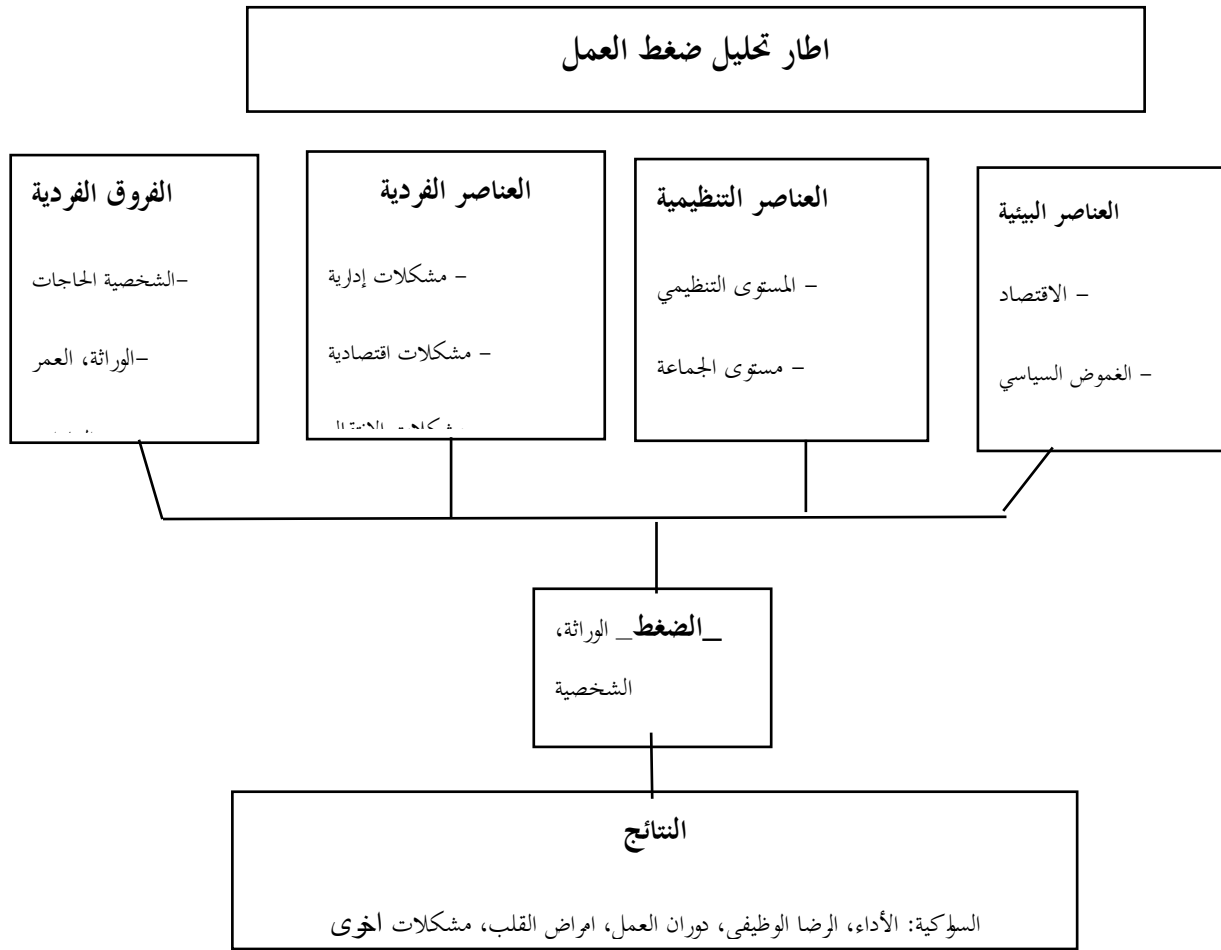 اطار تحليل ضغط العمل
العناصر البيئية
– الاقتصاد
– الغموض السياسي
العناصر التنظيمية
– المستوى التنظيمي
– مستوى الجماعة
العناصر الفردية
– مشكلات إدارية
– مشكلات اقتصادية
الفروق الفردية
–الشخصية الحاجات
–الوراثة، العمر
_الضغط_ الوراثة،
الشخصية
النتائج
السلوكية: الأداء، الرضا الوظيفي، دوران العمل، امراض القلب، مشكلات اخرى